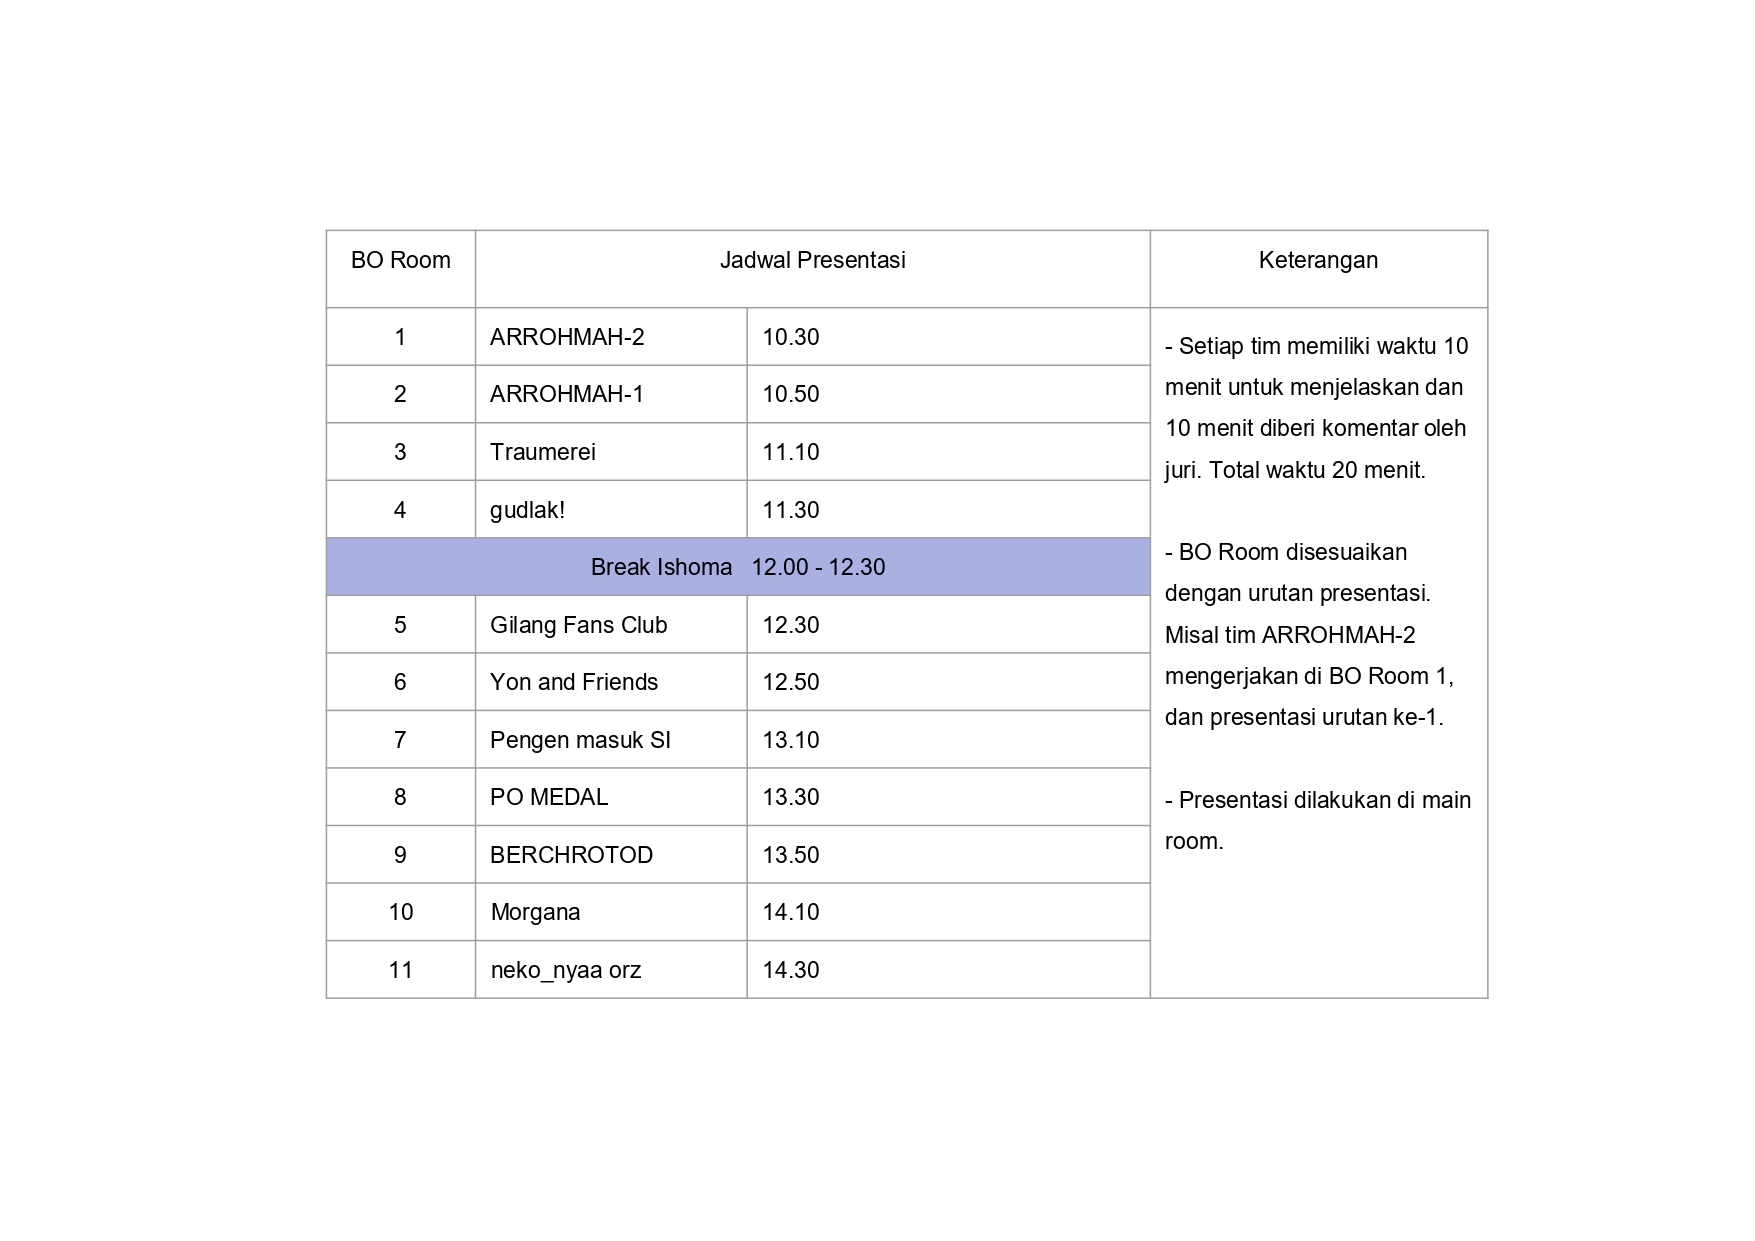 BO Room Jadwal Presentasi Keterangan
1 ARROHMAH-2 10.30
2 ARROHMAH-1 10.50
3 Traumerei 11.10
4 gudlak! 11.30
Break Ishoma 12.00 - 12.30
5 Gilang Fans Club 12.30
6 Yon and Friends 12.50
7 Pengen masuk SI 13.10
8 PO MEDAL 13.30
9 BERCHROTOD 13.50
10 Morgana 14.10
11 neko_nyaa orz 14.30
- Setiap tim memiliki waktu 10
menit untuk menjelaskan dan
10 menit diberi komentar oleh
juri. Total waktu 20 menit.
- BO Room disesuaikan
dengan urutan presentasi.
Misal tim ARROHMAH-2
mengerjakan di BO Room 1,
dan presentasi urutan ke-1.
- Presentasi dilakukan di main
room.